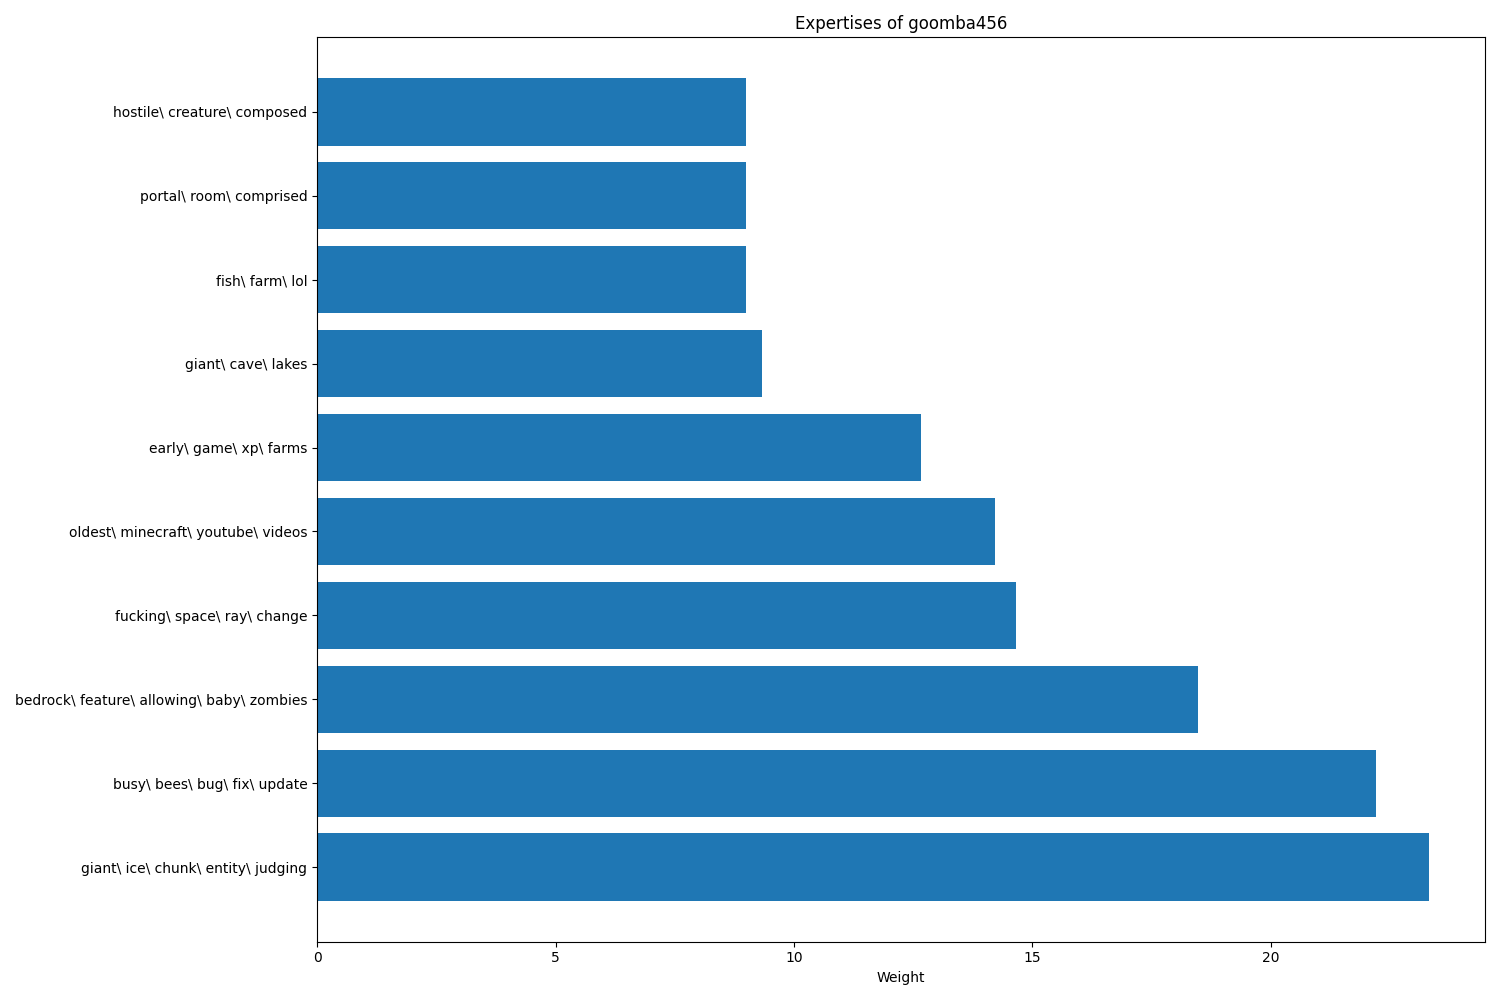 Expertises of goomba456
hostile\ creature\ composed
portal\ room\ comprised
fish\ farm\ lol
giant\ cave\ lakes
early\ game\ xp\ farms
oldest\ minecraft\ youtube\ videos
fucking\ space\ ray\ change
bedrock\ feature\ allowing\ baby\ zombies
busy\ bees\ bug\ fix\ update
giant\ ice\ chunk\ entity\ judging
0 5 10 15 20
Weight